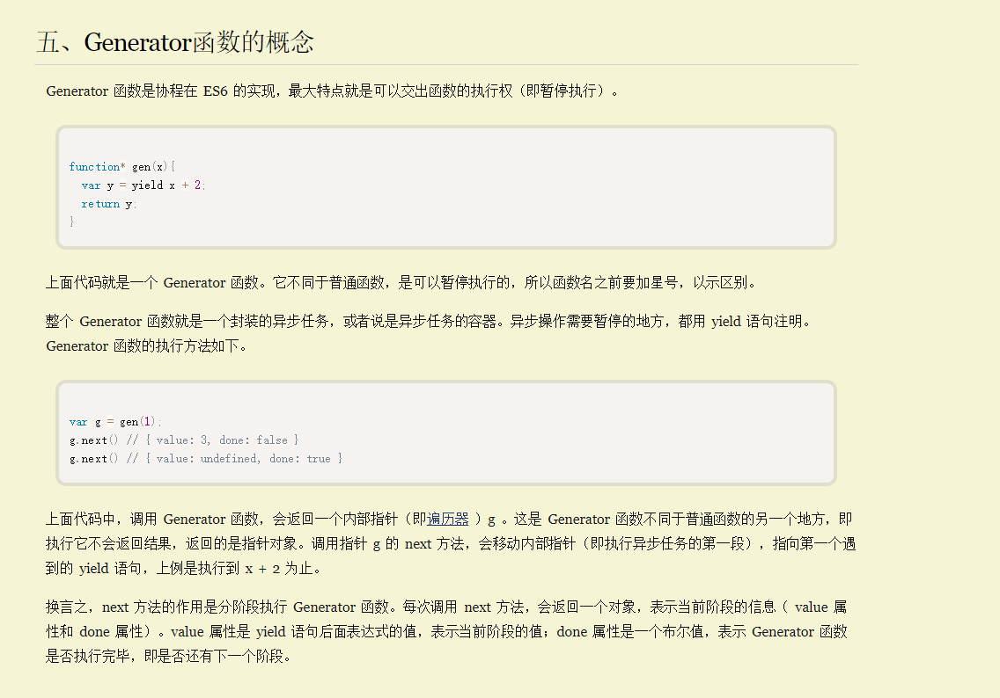 五、Generator函数的概念
Generator 函数是协程在 ES6 的实现，最大特点就是可以交出函数的执行权（即暂停执行）。
function* gen(x){
  var y = yield x + 2;
  return y;
}
上面代码就是一个 Generator 函数。它不同于普通函数，是可以暂停执行的，所以函数名之前要加星号，以示区别。
整个 Generator 函数就是一个封装的异步任务，或者说是异步任务的容器。异步操作需要暂停的地方，都用 yield 语句注明。
Generator 函数的执行方法如下。
var g = gen(1);
g.next() // { value: 3, done: false }
g.next() // { value: undefined, done: true }
上面代码中，调用 Generator 函数，会返回一个内部指针（即遍历器 ）g 。这是 Generator 函数不同于普通函数的另一个地方，即
执行它不会返回结果，返回的是指针对象。调用指针 g 的 next 方法，会移动内部指针（即执行异步任务的第一段），指向第一个遇
到的 yield 语句，上例是执行到 x + 2 为止。
换言之，next 方法的作用是分阶段执行 Generator 函数。每次调用 next 方法，会返回一个对象，表示当前阶段的信息（ value 属
性和 done 属性）。value 属性是 yield 语句后面表达式的值，表示当前阶段的值；done 属性是一个布尔值，表示 Generator 函数
是否执行完毕，即是否还有下一个阶段。